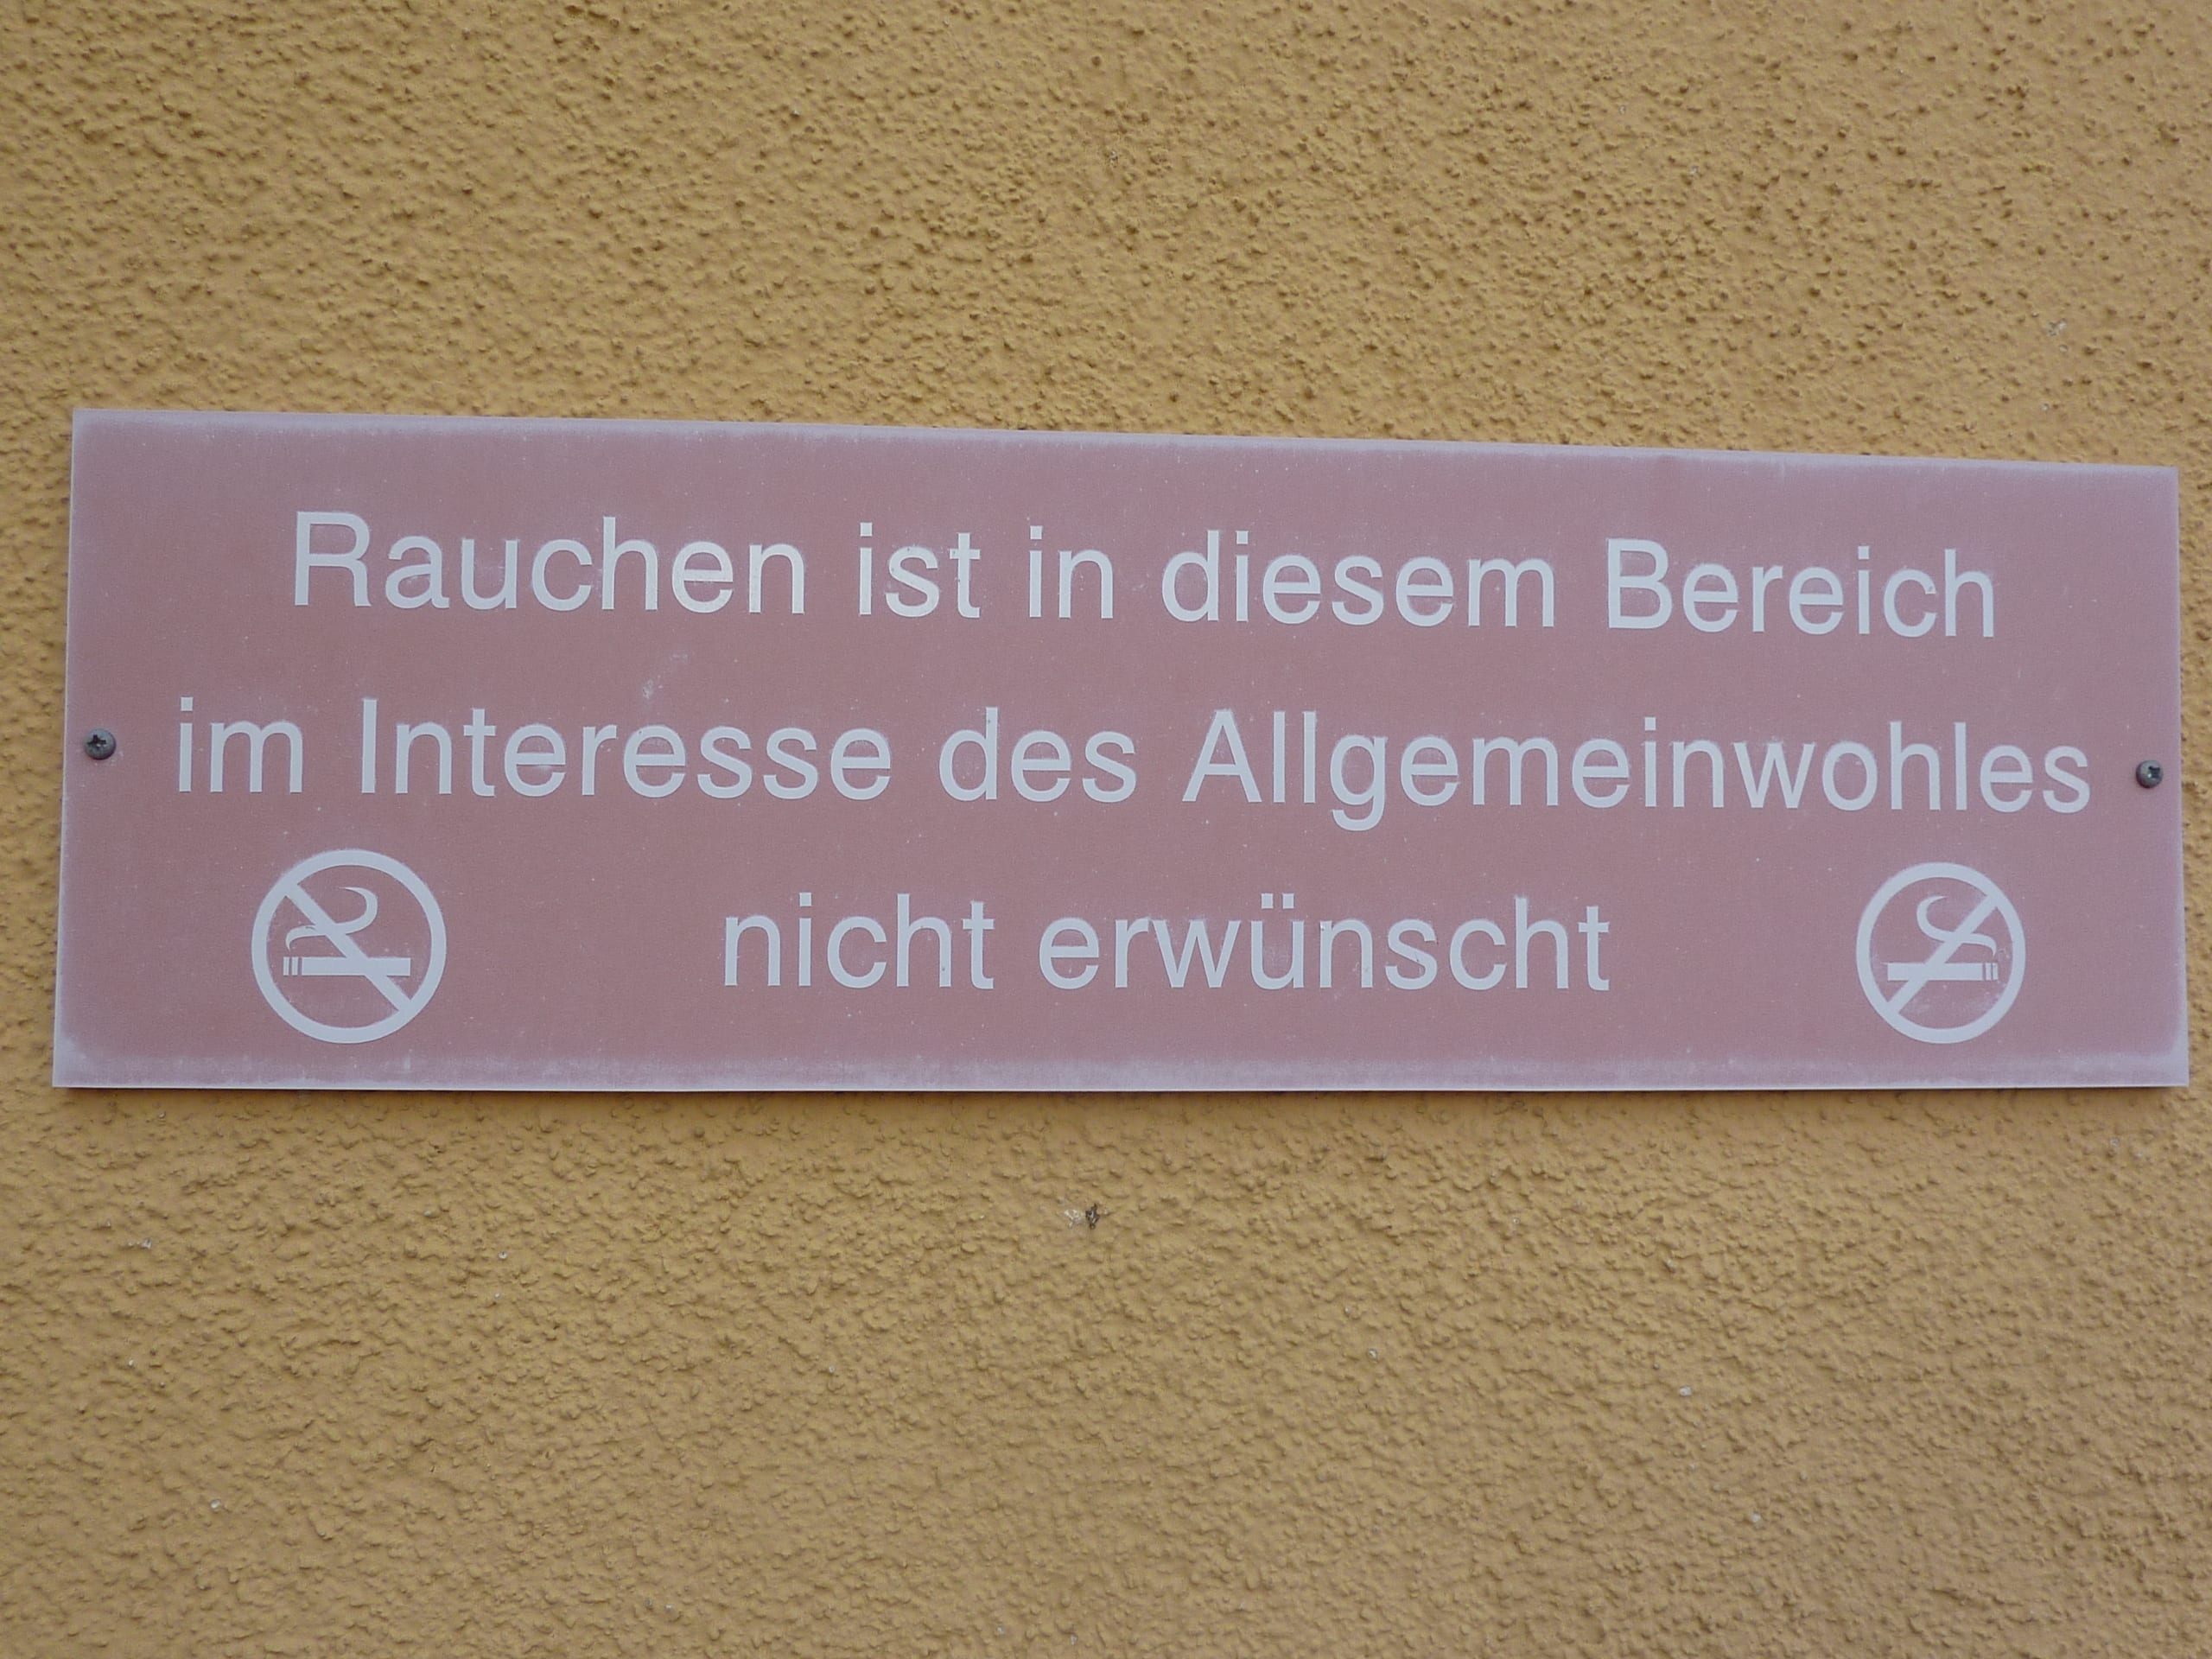 Rauchen ist in diesem Bereich
im Interesse des Allgemeinwohles
nicht erwünscht